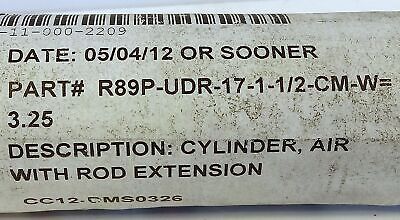 -11-000-2209
DATE: 05/04/12 OR SOONER
PART# R89P-UDR-17-1-1/2-CM-W=
3.25
DESCRIPTION: CYLINDER, AIR
WITH ROD EXTENSION
CC12-CMS0326